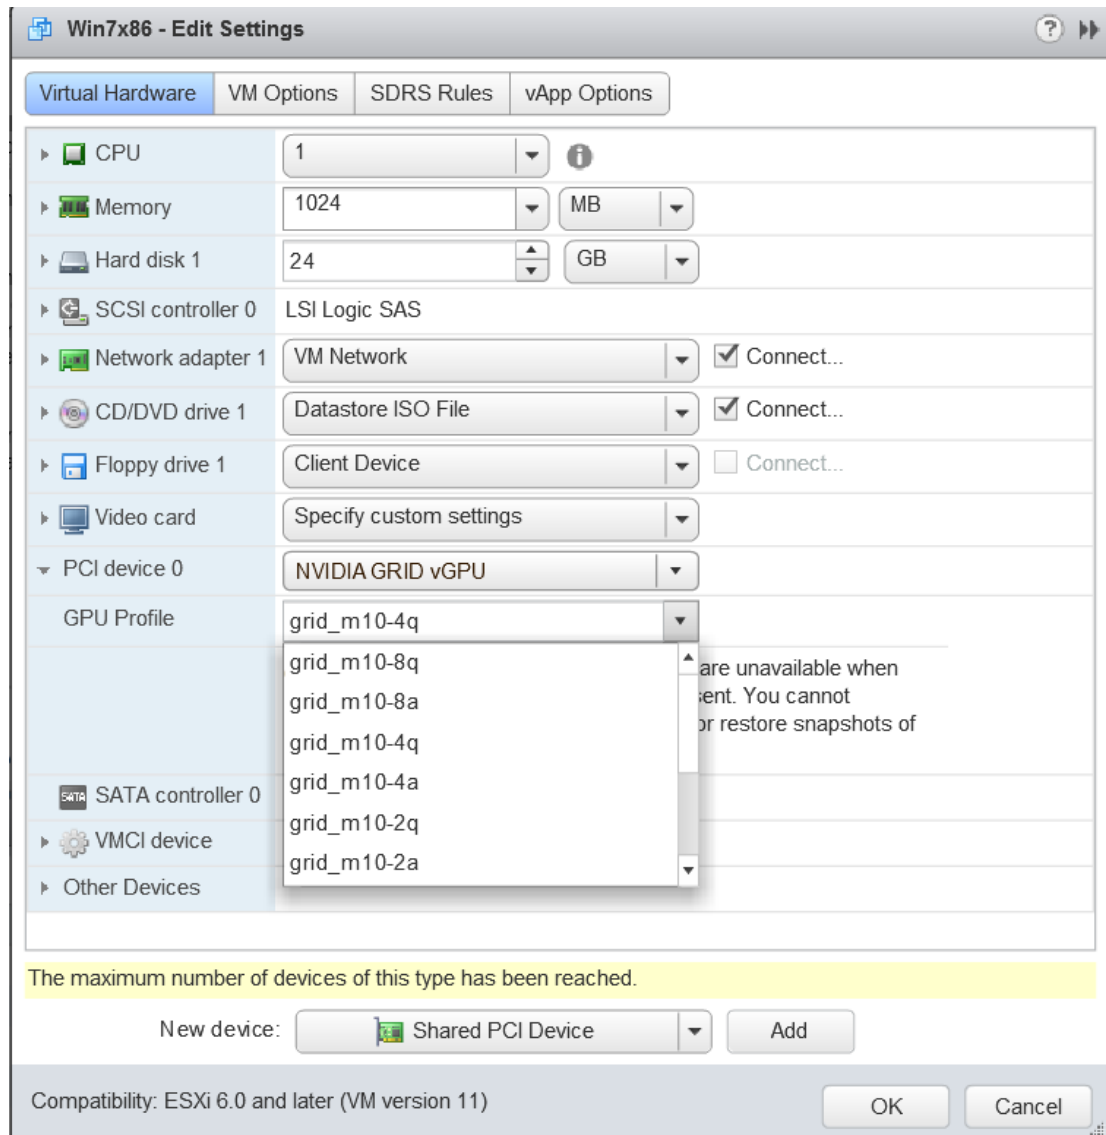 Win7x86 - Edit Settings
Virtual Hardware VM Options SDRS Rules vApp Options
CPU 1
Memory 1024 MB
Hard disk 1 24 GB
SCSI controller 0 LSI Logic SAS
Network adapter 1 VM Network Connect...
CD/DVD drive 1 Datastore ISO File Connect...
Floppy drive 1 Client Device Connect...
Video card Specify custom settings
PCI device 0 NVIDIA GRID vGPU
GPU Profile grid_m10-4q
grid_m10-8q are unavailable when
grid_m10-8a You cannot
grid_m10-4q restore snapshots of
grid_m10-4a
SATA SATA controller 0
grid_m10-2q
VMCI device
grid_m10-2a
Other Devices
The maximum number of devices of this type has been reached.
New device: Shared PCI Device Add
Compatibility: ESXi 6.0 and later (VM version 11) OK Cancel